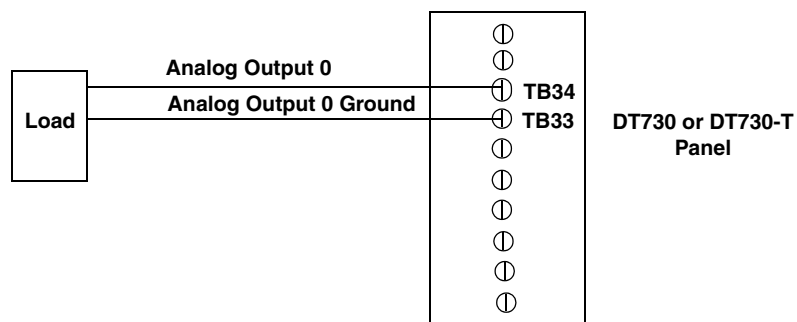 Analog Output 0
TB34
Analog Output 0 Ground
TB33
Load
DT730 or DT730-T
Panel